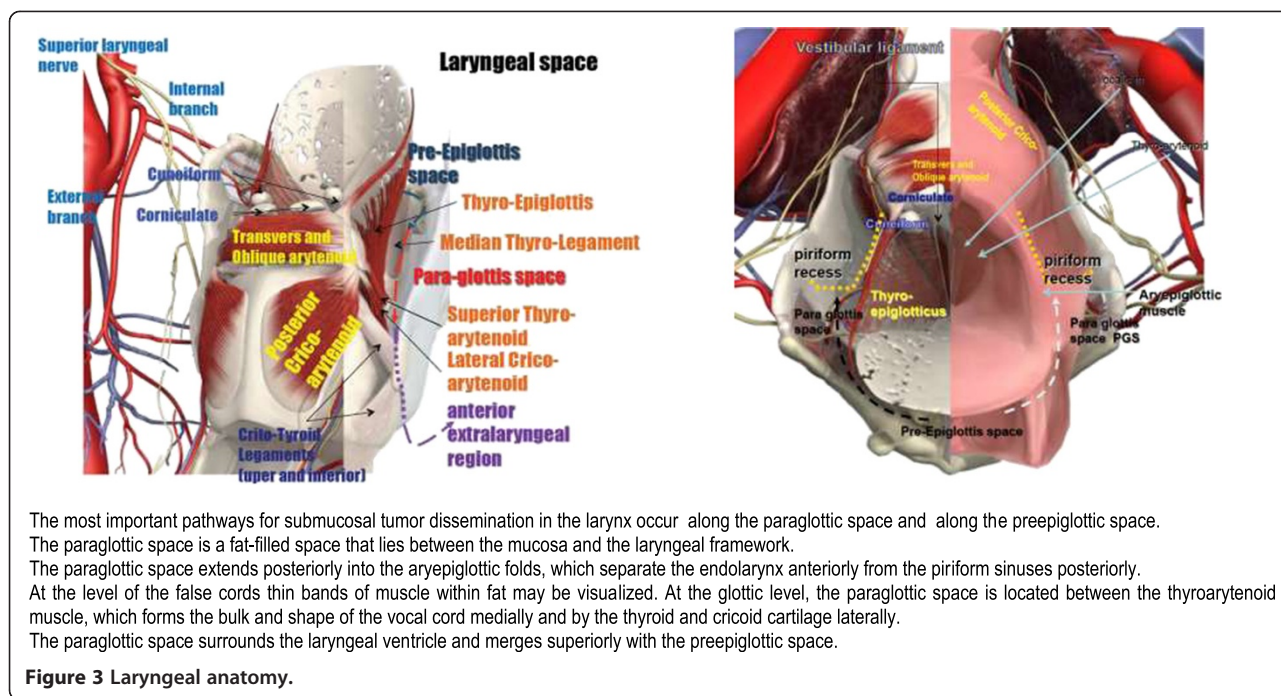 Superior laryngeal
nerve
Internal
branch
Laryngeal space
Pre-Epiglottis
space
Cuneiform
External
branch
Corniculate
Thyro-Epiglottis
Transvers and
Oblique arytenoid
Median Thyro-Legament
Para-glottis space
Superior Thyro-
arytenoid
Posterior
Crico-
arytenoid
Lateral Crico-
arytenoid
anterior
extralaryngeal
region
Crito-Tyroid
Legaments
(uper and inferior)
Vestibular ligament
Posterior Crico-
arytenoid
Thyro-arytenoid
Transvers and
Oblique arytenoid
Corniculate
Cuneiform
piriform
recess
piriform
recess
Thyro-
epiglotticus
Aryepiglottic
muscle
Para glottis
space
Para glottis
space PGS
Pre-Epiglottis space
The most important pathways for submucosal tumor dissemination in the larynx occur along the paraglottic space and along the preepiglottic space.
The paraglottic space is a fat-filled space that lies between the mucosa and the laryngeal framework.
The paraglottic space extends posteriorly into the aryepiglottic folds, which separate the endolarynx anteriorly from the piriform sinuses posteriorly.
At the level of the false cords thin bands of muscle within fat may be visualized. At the glottic level, the paraglottic space is located between the thyroarytenoid
muscle, which forms the bulk and shape of the vocal cord medially and by the thyroid and cricoid cartilage laterally.
The paraglottic space surrounds the laryngeal ventricle and merges superiorly with the preepiglottic space.
Figure 3 Laryngeal anatomy.